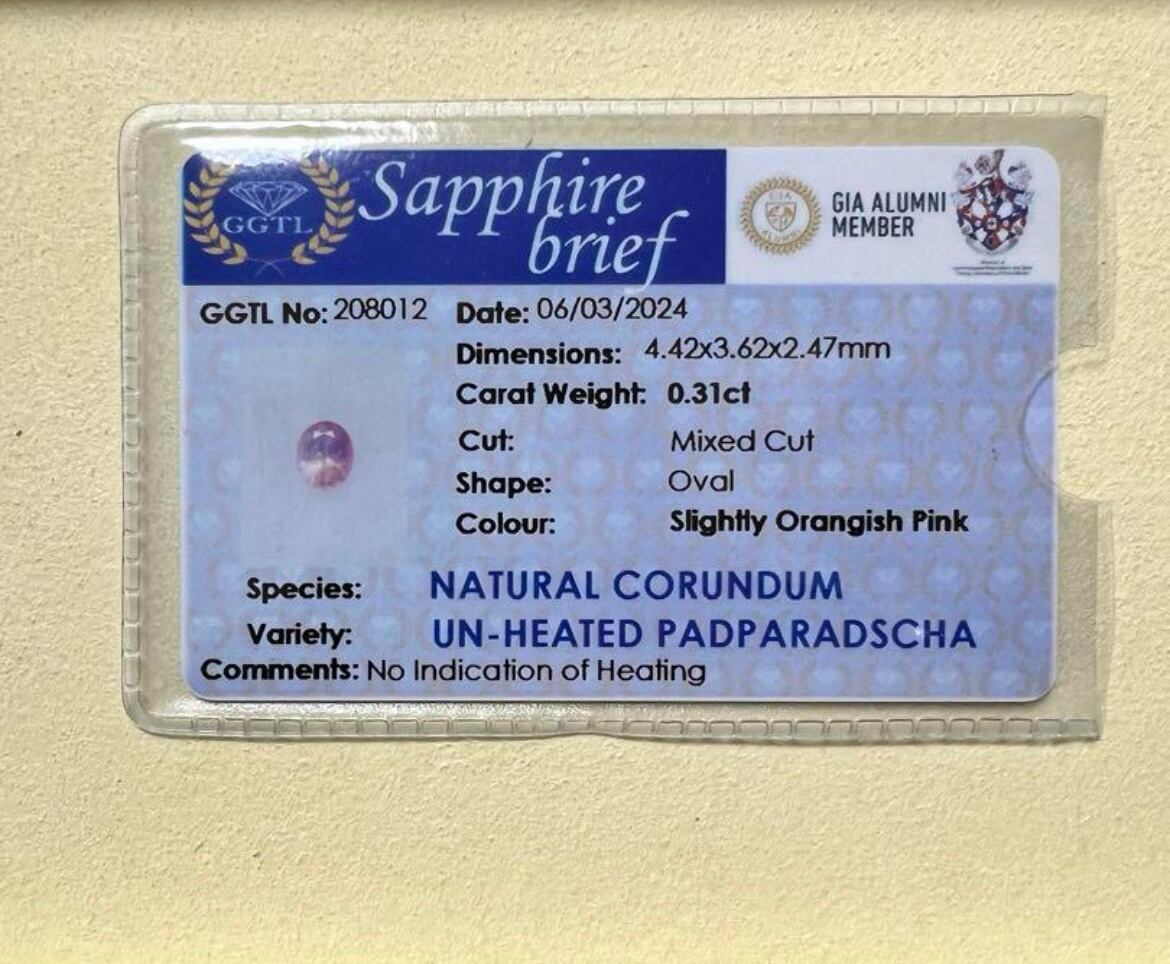 GGTL
Sapphire
brief
GIA ALUMNI
MEMBER
GGTL No: 208012 Date: 06/03/2024
Dimensions: 4.42x3.62x2.47mm
Carat Weight: 0.31ct
Cut: Mixed Cut
Shape: Oval
Colour: Slightly Orangish Pink
Species: NATURAL CORUNDUM
Variety: UN-HEATED PADPARADSCHA
Comments: No Indication of Heating